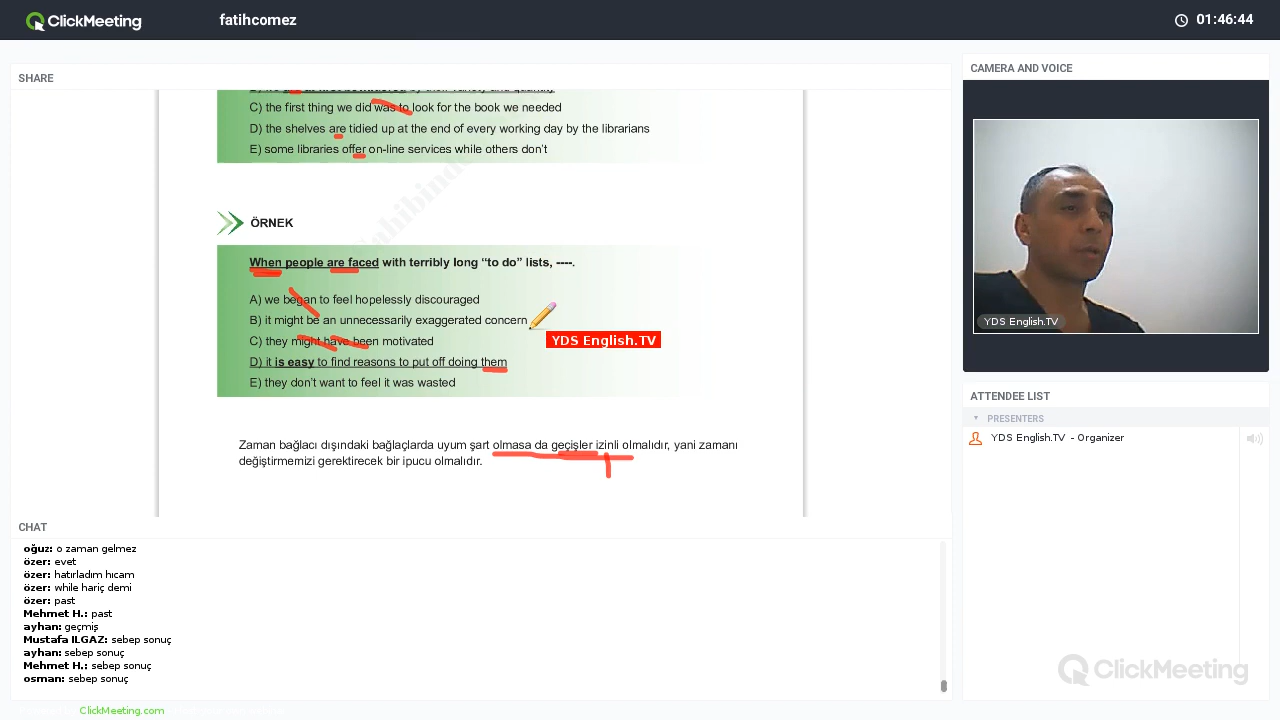 ClickMeeting
fatihcomez
01:46:44
SHARE
C) the first thing we did was to look for the book we needed
D) the shelves are tidied up at the end of every working day by the librarians
E) some libraries offer on-line services while others don't
ÖRNEK
When people are faced with terribly long “to do” lists, ----.
A) we began to feel hopelessly discouraged
B) it might be an unnecessarily exaggerated concern
C) they might have been motivated
D) it is easy to find reasons to put off doing them
E) they don't want to feel it was wasted
YDS English.TV
Zaman bağlacı dışındaki bağlaçlarda uyum şart olmasa da geçişler izinli olmalıdır, yani zamanı
değiştirmemizi gerektirecek bir ipucu olmalıdır.
CHAT
oğuz: o zaman gelmez
özer: evet
özer: hatırladım hıcam
özer: while hariç demi
özer: past
Mehmet H.: past
ayhan: geçmiş
Mustafa ILGAZ: sebep sonuç
ayhan: sebep sonuç
Mehmet H.: sebep sonuç
osman: sebep sonuç
ClickMeeting.com
CAMERA AND VOICE
YDS English.TV
ATTENDEE LIST
PRESENTERS
YDS English.TV - Organizer
ClickMeeting